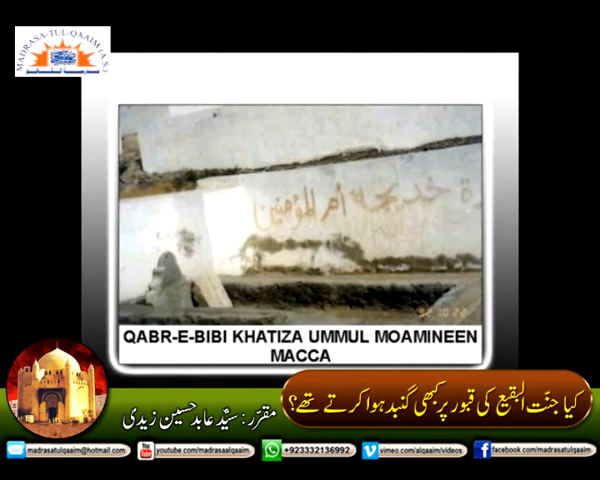 MADRASA-TUL-QAAIM (A.S.)
خديجة أم المؤمنين
QABR-E-BIBI KHATIZA UMMUL MOAMINEEN
MACCA
کیا جنّت البقیع کی قبور پر کبھی گنبد ہوا کرتے تھے؟
مقرّر: سیّد عابد حسین زیدی
madrasatulqaaim@hotmail.com
youtube.com/madrasaalqaaim
+923332136992
vimeo.com/alqaaim/videos
facebook.com/madrasatulqaaim